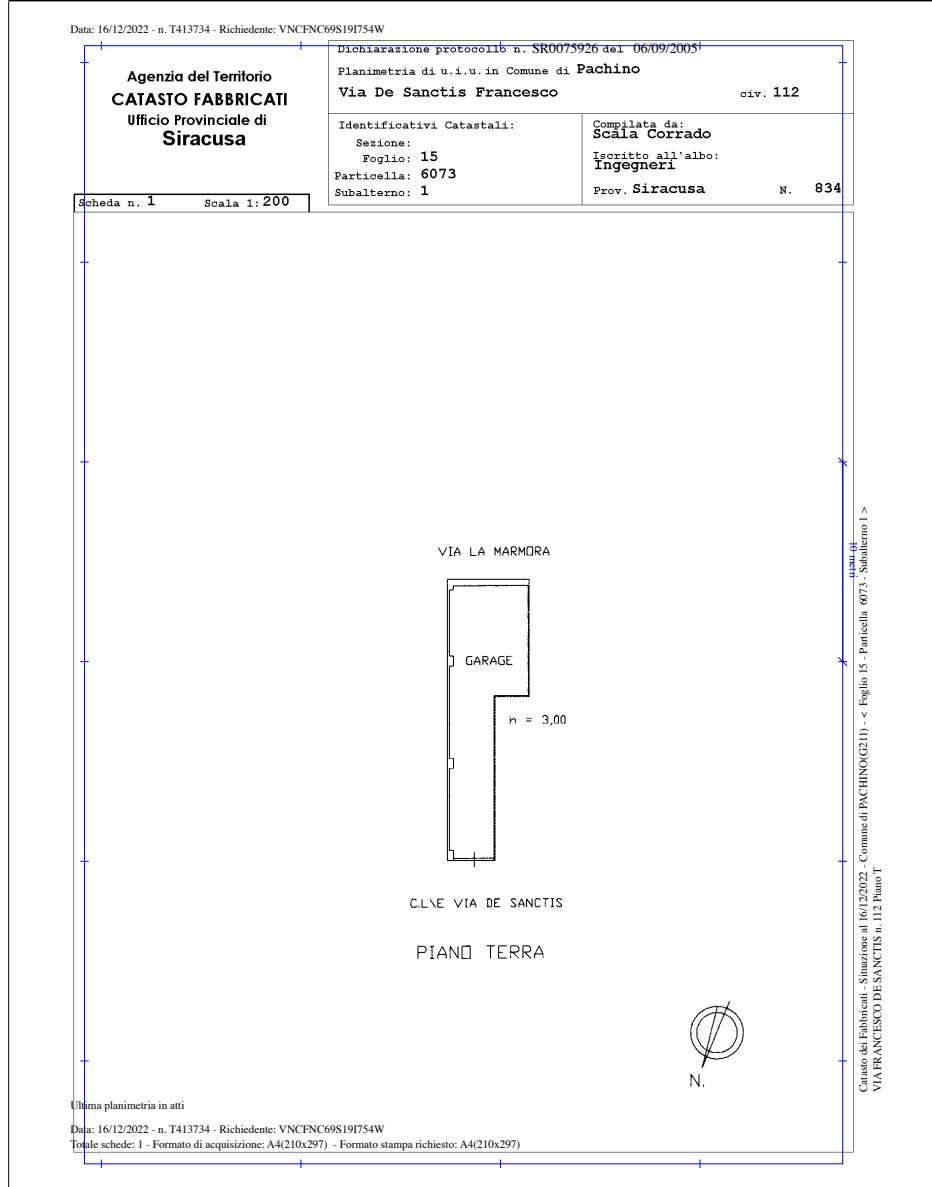 Data: 16/12/2022 - n. T413734 - Richiedente: VNCFNC69S19I754W
Agenzia del Territorio
CATASTO FABBRICATI
Ufficio Provinciale di
Siracusa
Dichiarazione protocollo n. SR0075926 del 06/09/2005
Planimetria di u.i.u. in Comune di Pachino
Via De Sanctis Francesco civ. 112
Identificativi Catastali:
Sezione:
Foglio: 15
Particella: 6073
Subalterno: 1
Compilata da:
Scala Corrado
Iscritto all'albo:
Ingegneri
Prov. Siracusa N. 834
Scheda n. 1 Scala 1: 200
VIA LA MARMORA
GARAGE
h = 3,00
C.L\E VIA DE SANCTIS
PIANO TERRA
N.
10 metri
Catasto dei Fabbricati - Situazione al 16/12/2022 - Comune di PACHINO(G211) - < Foglio 15 - Particella 6073 - Subalterno 1 >
VIA FRANCESCO DE SANCTIS n. 112 Piano T
Ultima planimetria in atti
Data: 16/12/2022 - n. T413734 - Richiedente: VNCFNC69S19I754W
Totale schede: 1 - Formato di acquisizione: A4(210x297) - Formato stampa richiesto: A4(210x297)